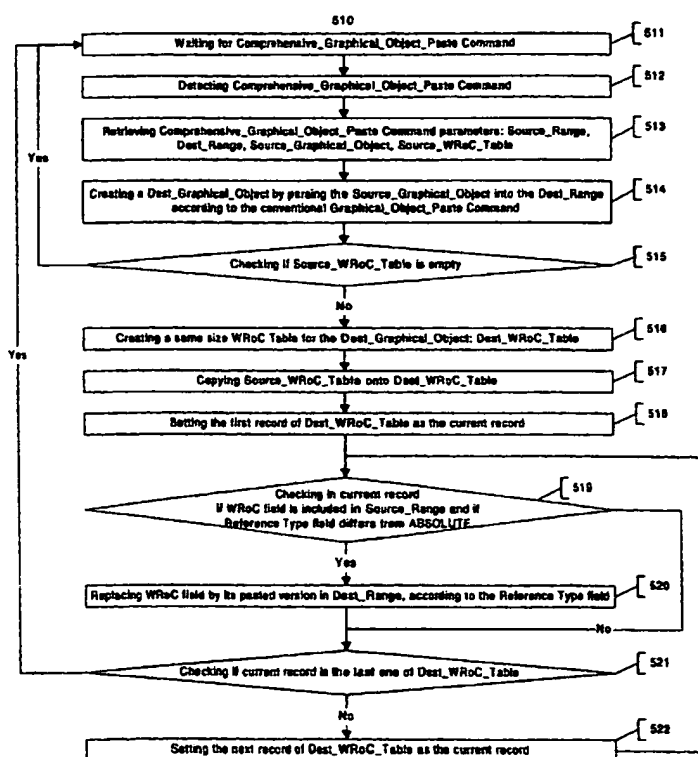 510
Waiting for Comprehensive_Graphical_Object_Paste Command
511
Detecting Comprehensive_Graphical_Object_Paste Command
512
Retrieving Comprehensive_Graphical_Object_Paste Command parameters: Source_Range,
Dest_Range, Source_Graphical_Object, Source_WRoC_Table
513
Yes
Creating a Dest_Graphical_Object by parsing the Source_Graphical_Object into the Dest_Range
according to the conventional Graphical_Object_Paste Command
514
Checking if Source_WRoC_Table is empty
515
No
Creating a same size WRoC Table for the Dest_Graphical_Object: Dest_WRoC_Table
516
Yes
Copying Source_WRoC_Table onto Dest_WRoC_Table
517
Setting the first record of Dest_WRoC_Table as the current record
518
Checking in current record
if WRoC field is included in Source_Range and if
Reference Type field differs from ABSOLUTE
519
Yes
Replacing WRoC field by its pasted version in Dest_Range, according to the Reference Type field
520
No
Checking if current record is the last one of Dest_WRoC_Table
521
No
Setting the next record of Dest_WRoC_Table as the current record
522